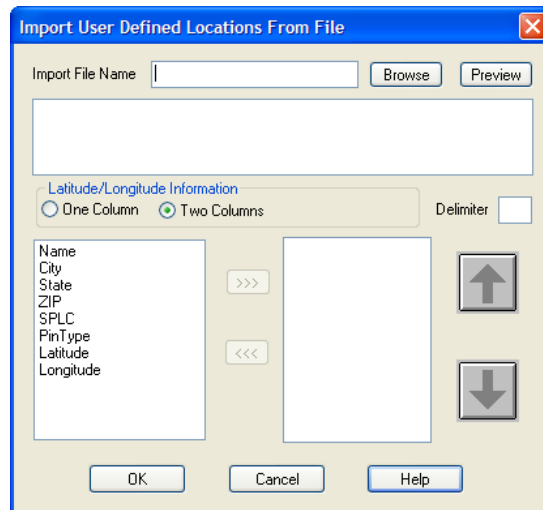 Import User Defined Locations From File
Import File Name Browse Preview
Latitude/Longitude Information
One Column Two Columns Delimiter
Name
City
State
ZIP
SPLC
PinType
Latitude
Longitude
>>>
<<<
OK Cancel Help